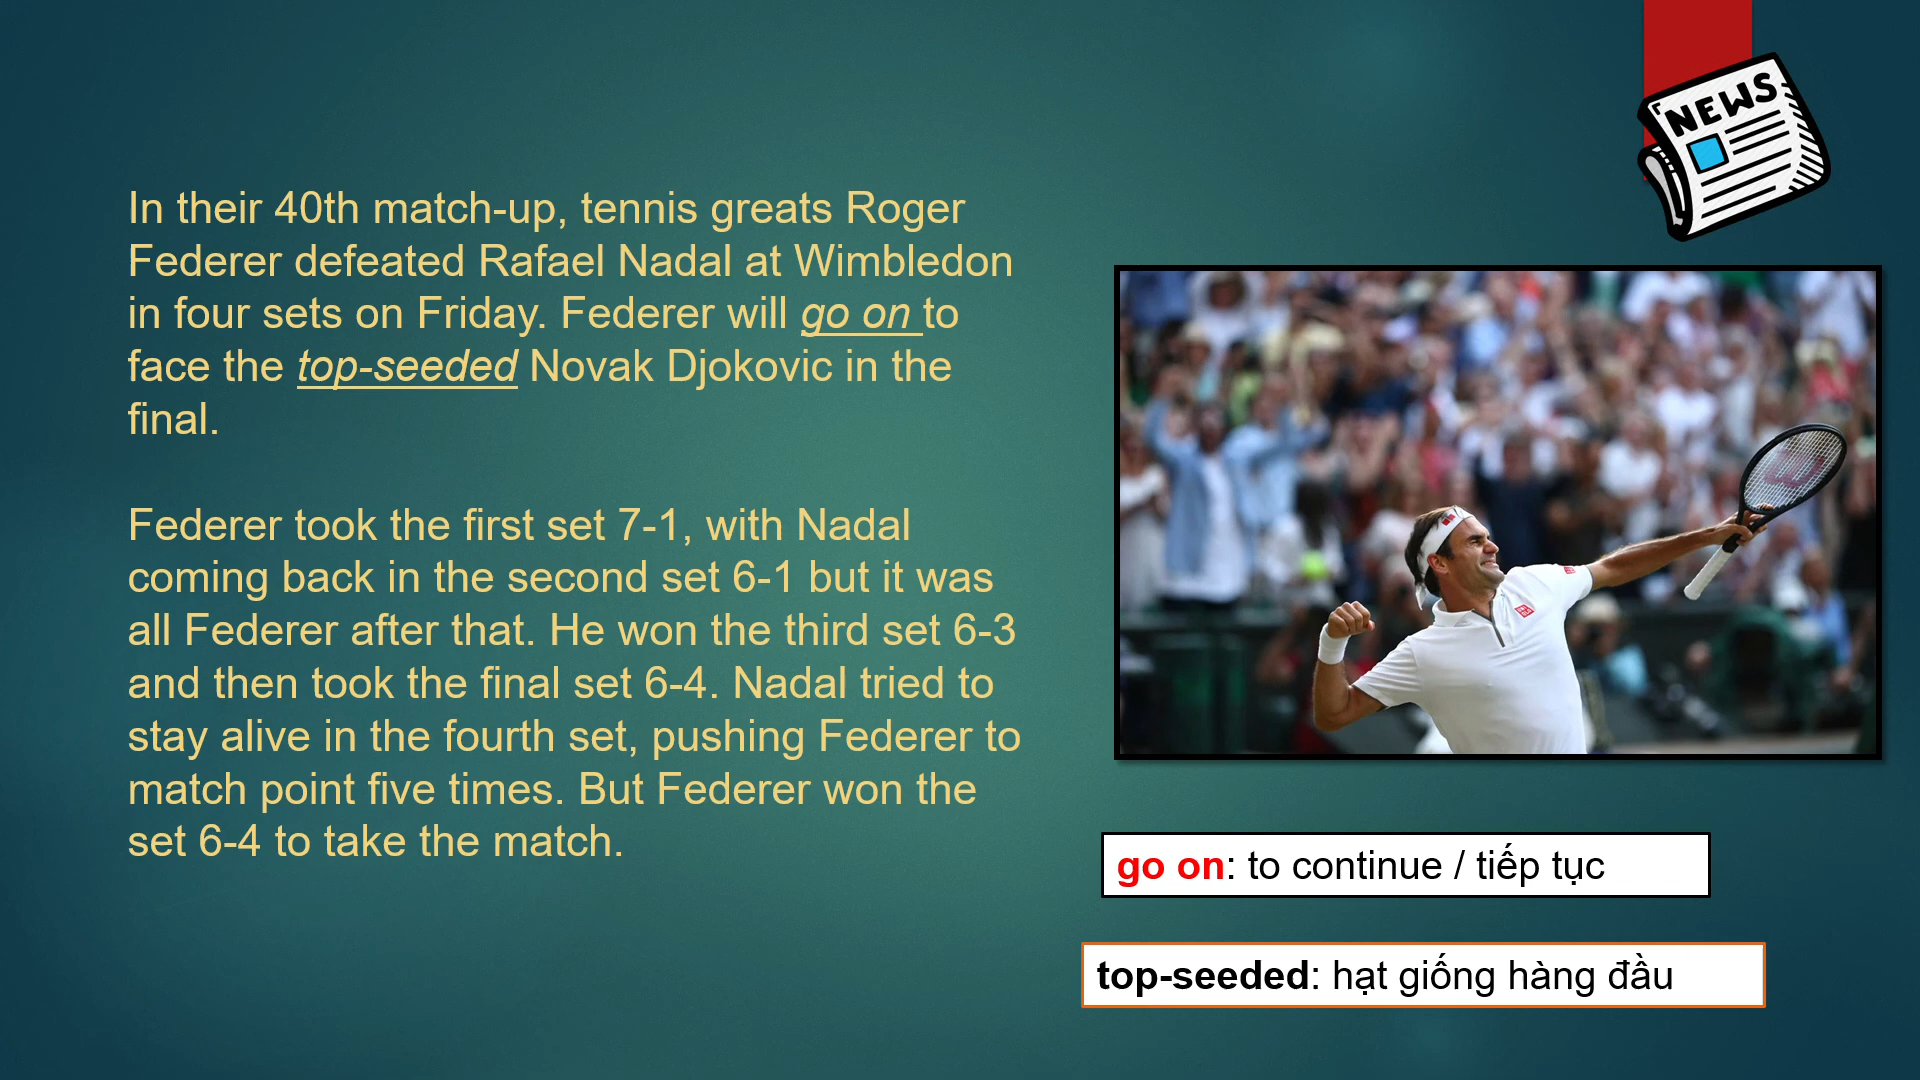 NEWS
In their 40th match-up, tennis greats Roger
Federer defeated Rafael Nadal at Wimbledon
in four sets on Friday. Federer will go on to
face the top-seeded Novak Djokovic in the
final.
Federer took the first set 7-1, with Nadal
coming back in the second set 6-1 but it was
all Federer after that. He won the third set 6-3
and then took the final set 6-4. Nadal tried to
stay alive in the fourth set, pushing Federer to
match point five times. But Federer won the
set 6-4 to take the match.
go on: to continue / tiếp tục
top-seeded: hạt giống hàng đầu